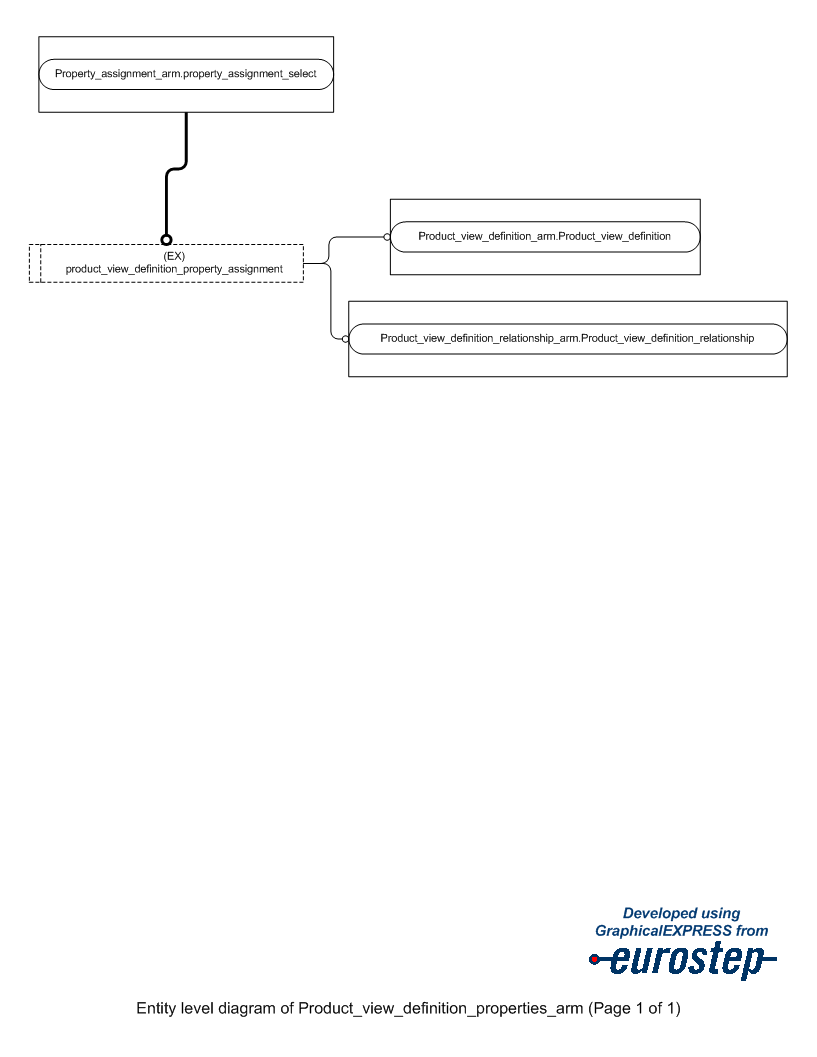 Property_assignment_arm.property_assignment_select
Product_view_definition_arm.Product_view_definition
(EX)
product_view_definition_property_assignment
Product_view_definition_relationship_arm.Product_view_definition_relationship
Developed using
GraphicalEXPRESS from
eurostep
Entity level diagram of Product_view_definition_properties_arm (Page 1 of 1)